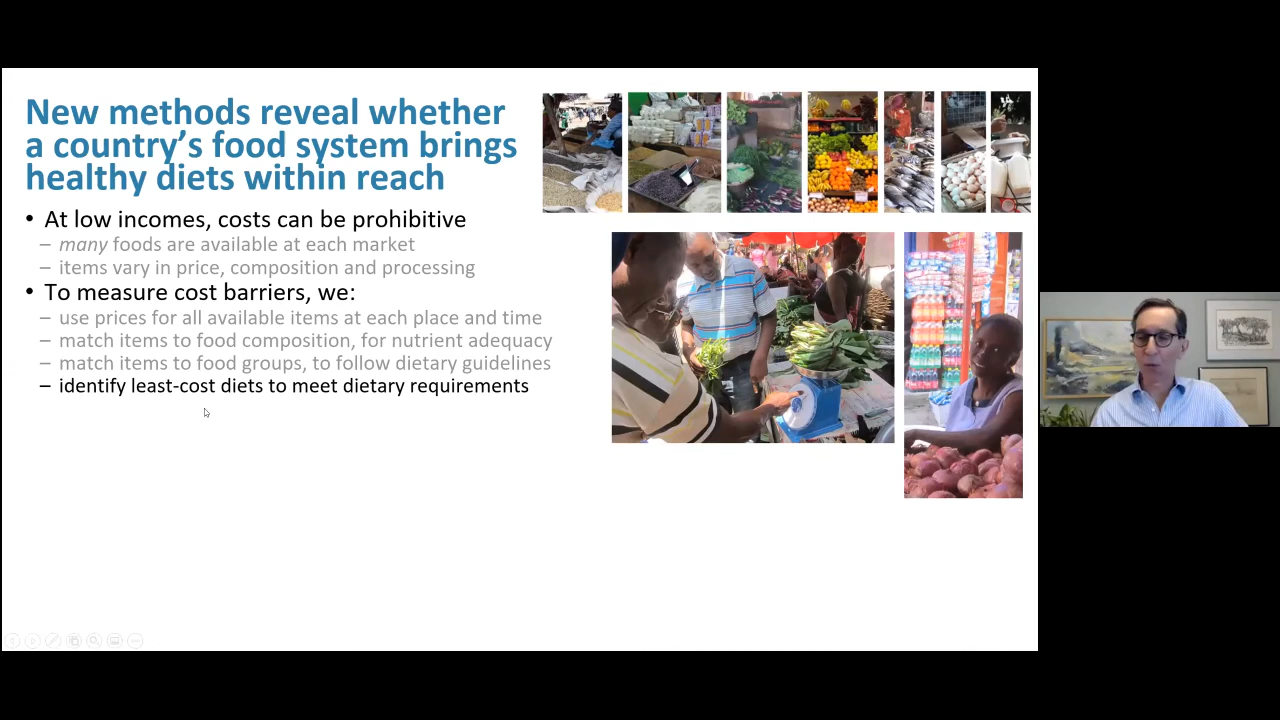 New methods reveal whether
a country's food system brings
healthy diets within reach
• At low incomes, costs can be prohibitive
– many foods are available at each market
– items vary in price, composition and processing
• To measure cost barriers, we:
– use prices for all available items at each place and time
– match items to food composition, for nutrient adequacy
– match items to food groups, to follow dietary guidelines
– identify least-cost diets to meet dietary requirements